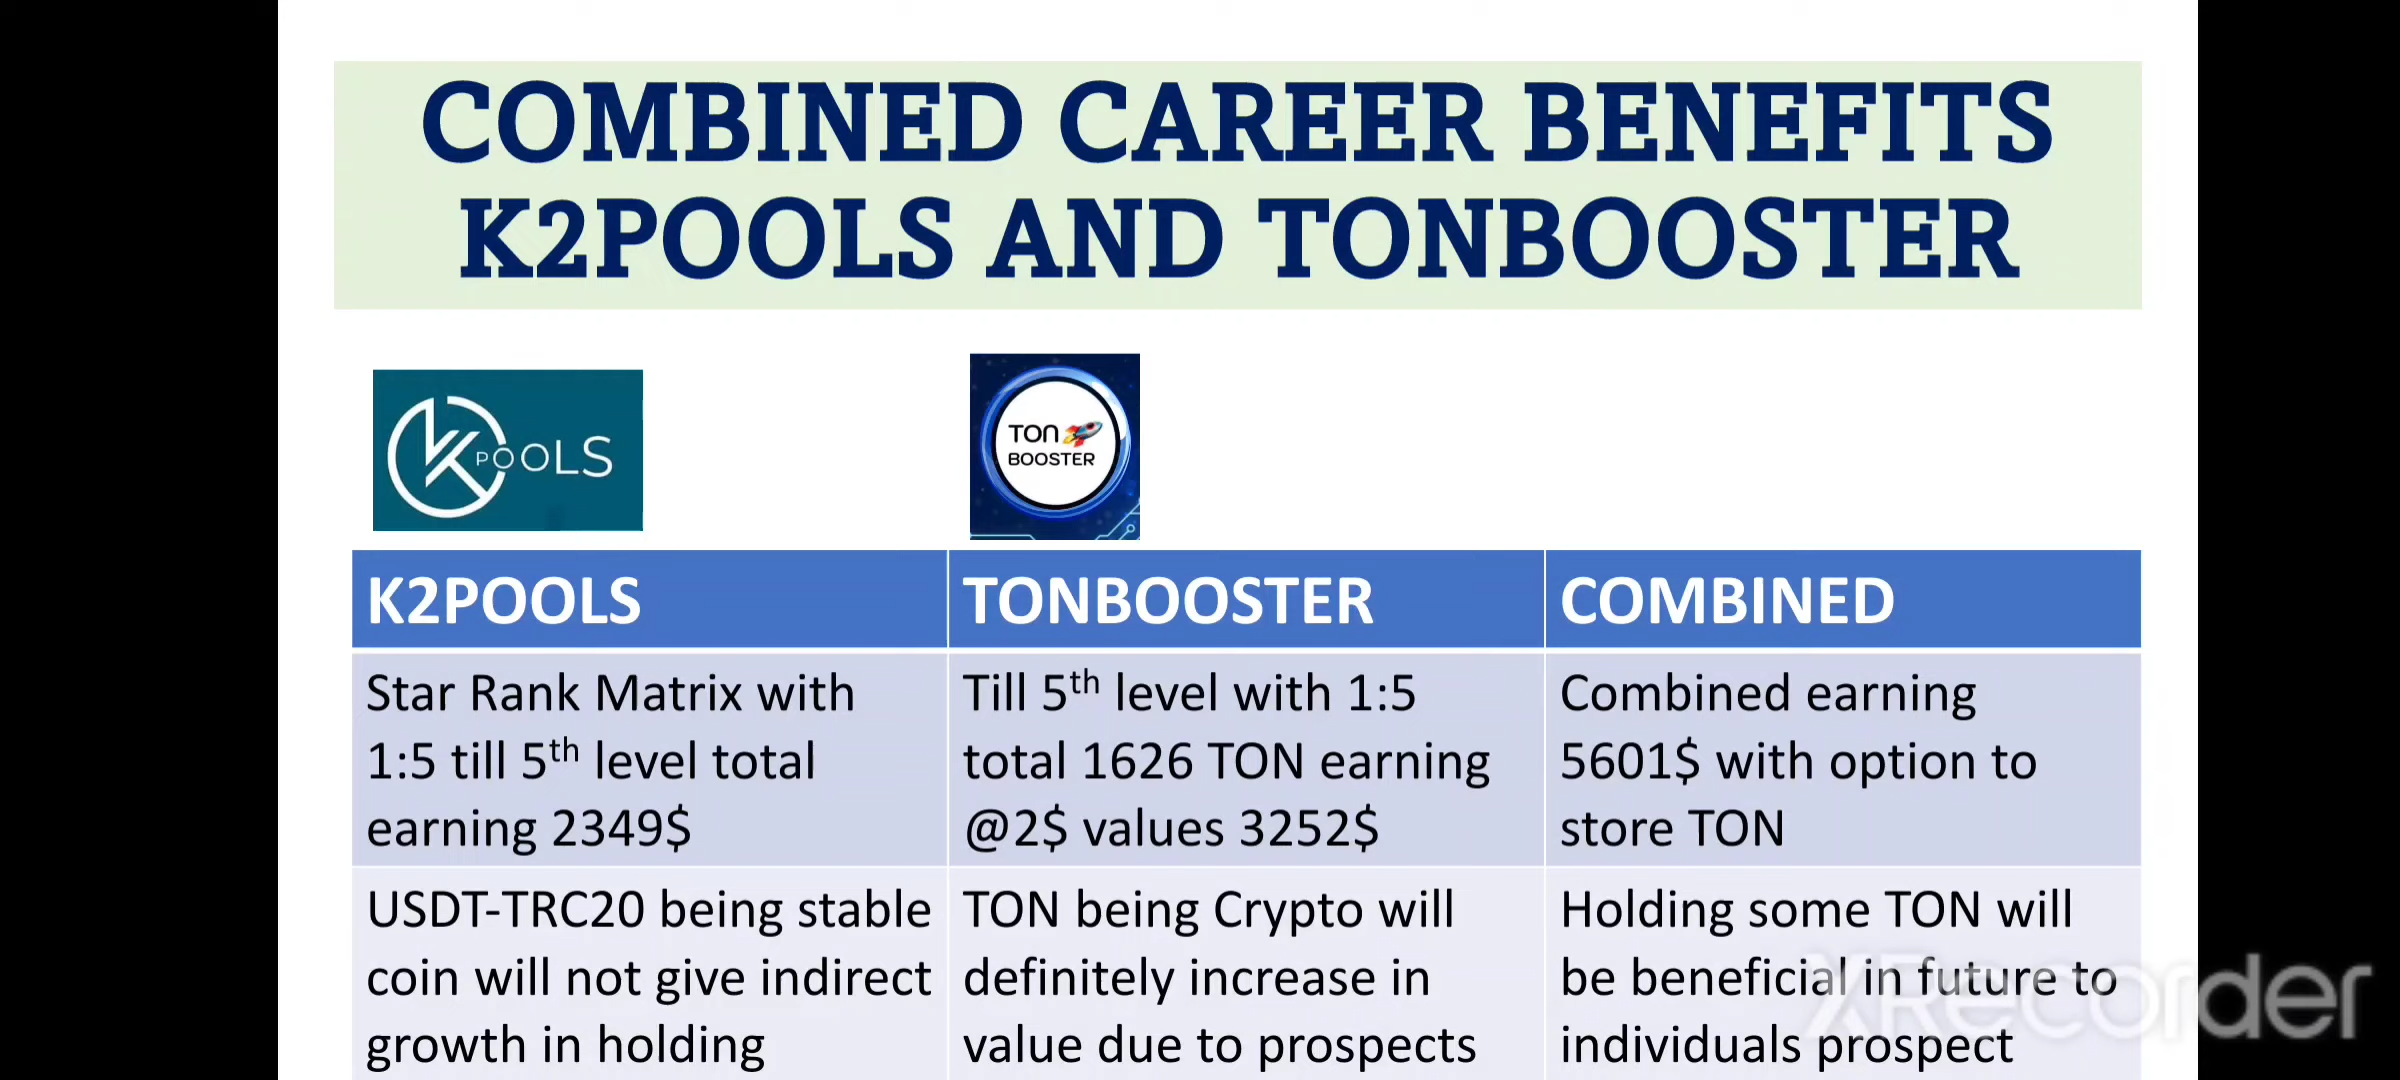 COMBINED CAREER BENEFITS
K2POOLS AND TONBOOSTER
K POOLS
TON
BOOSTER
K2POOLS
TONBOOSTER
COMBINED
Star Rank Matrix with
1:5 till 5th level total
earning 2349$
Till 5th level with 1:5
total 1626 TON earning
@2$ values 3252$
Combined earning
5601$ with option to
store TON
USDT-TRC20 being stable
coin will not give indirect
growth in holding
TON being Crypto will
definitely increase in
value due to prospects
Holding some TON will
be beneficial in future to
individuals prospect
XRecorder